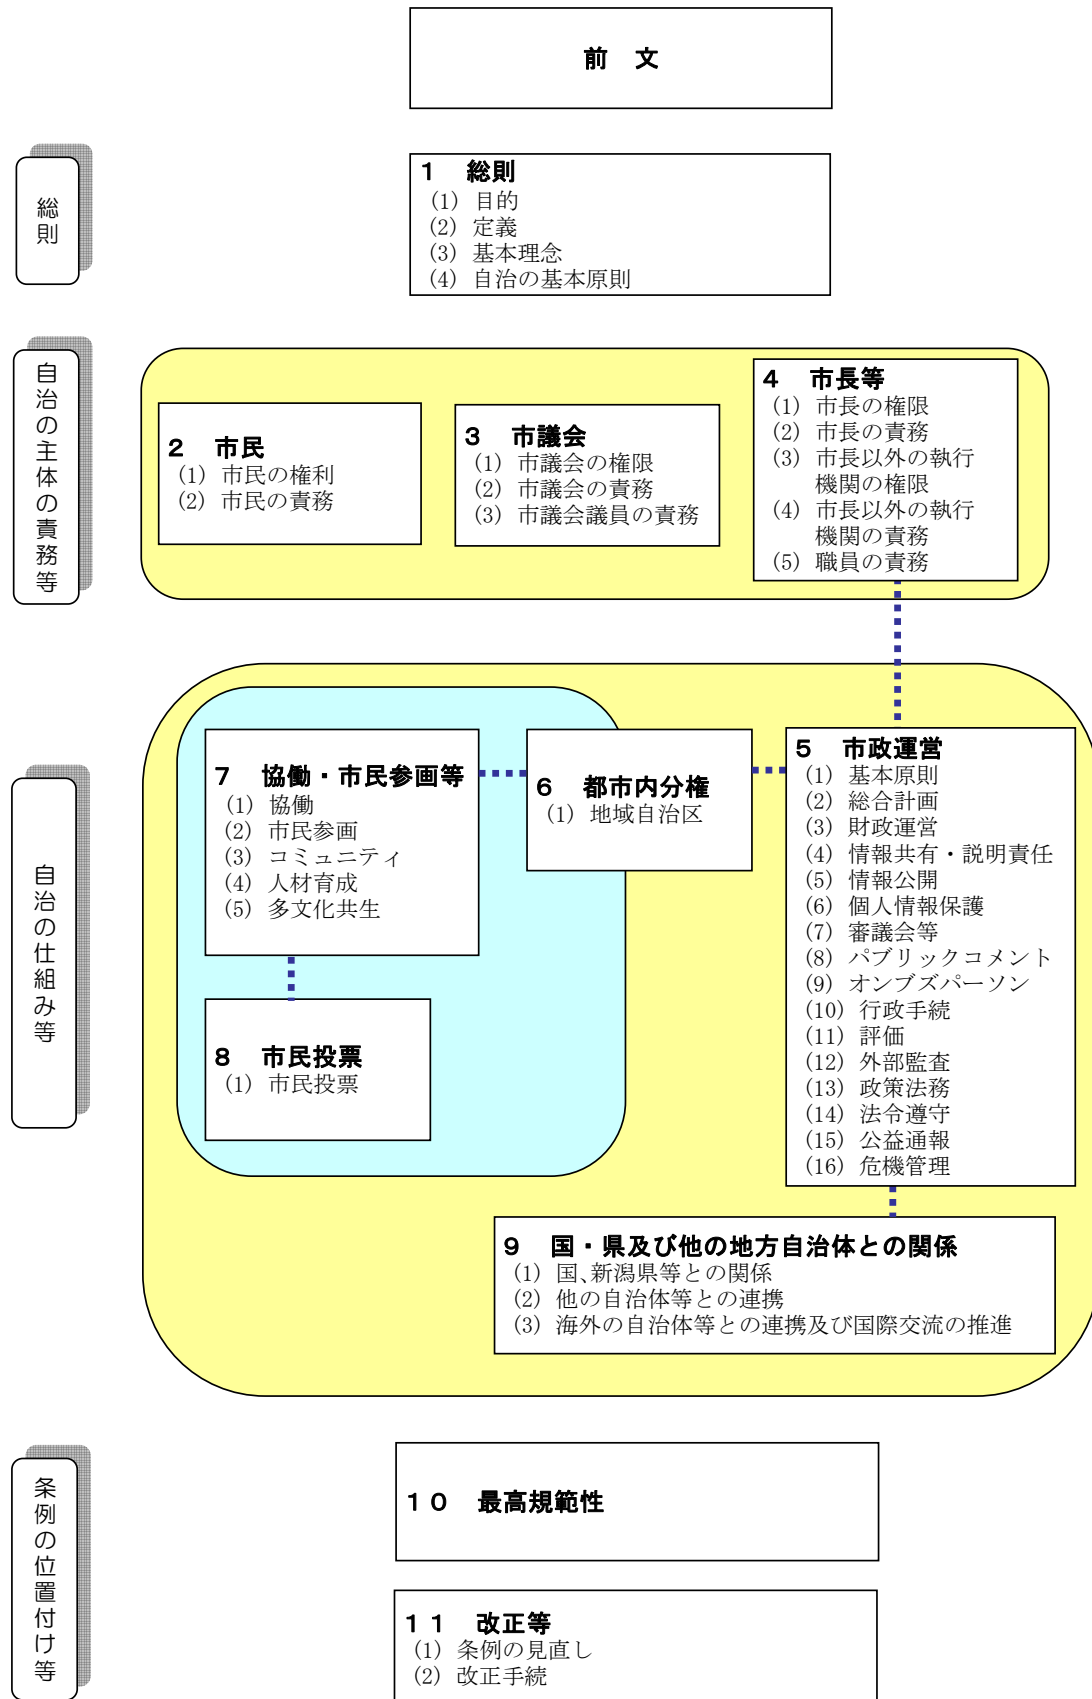 前　文
総則
１　総則
(1) 目的
(2) 定義
(3) 基本理念
(4) 自治の基本原則
自治の主体の責務等
２　市民
(1) 市民の権利
(2) 市民の責務
３　市議会
(1) 市議会の権限
(2) 市議会の責務
(3) 市議会議員の責務
４　市長等
(1) 市長の権限
(2) 市長の責務
(3) 市長以外の執行
機関の権限
(4) 市長以外の執行
機関の責務
(5) 職員の責務
自治の仕組み等
７　協働・市民参画等
(1) 協働
(2) 市民参画
(3) コミュニティ
(4) 人材育成
(5) 多文化共生
８　市民投票
(1) 市民投票
６　都市内分権
(1) 地域自治区
５　市政運営
(1) 基本原則
(2) 総合計画
(3) 財政運営
(4) 情報共有・説明責任
(5) 情報公開
(6) 個人情報保護
(7) 審議会等
(8) パブリックコメント
(9) オンブズパーソン
(10) 行政手続
(11) 評価
(12) 外部監査
(13) 政策法務
(14) 法令遵守
(15) 公益通報
(16) 危機管理
９　国・県及び他の地方自治体との関係
(1) 国、新潟県等との関係
(2) 他の自治体等との連携
(3) 海外の自治体等との連携及び国際交流の推進
条例の位置付け等
１０　最高規範性
１１　改正等
(1) 条例の見直し
(2) 改正手続